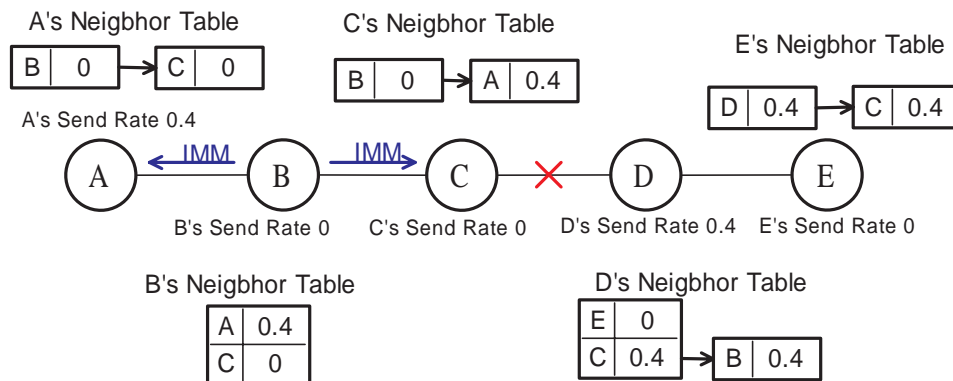 A's Neigbhor Table
C's Neigbhor Table
E's Neigbhor Table
B 0 C 0
B 0 A 0.4
D 0.4 C 0.4
A's Send Rate 0.4
IMM IMM
A B C D E
B's Send Rate 0 C's Send Rate 0 D's Send Rate 0.4 E's Send Rate 0
B's Neigbhor Table
D's Neigbhor Table
A 0.4
C 0
E 0
C 0.4 B 0.4